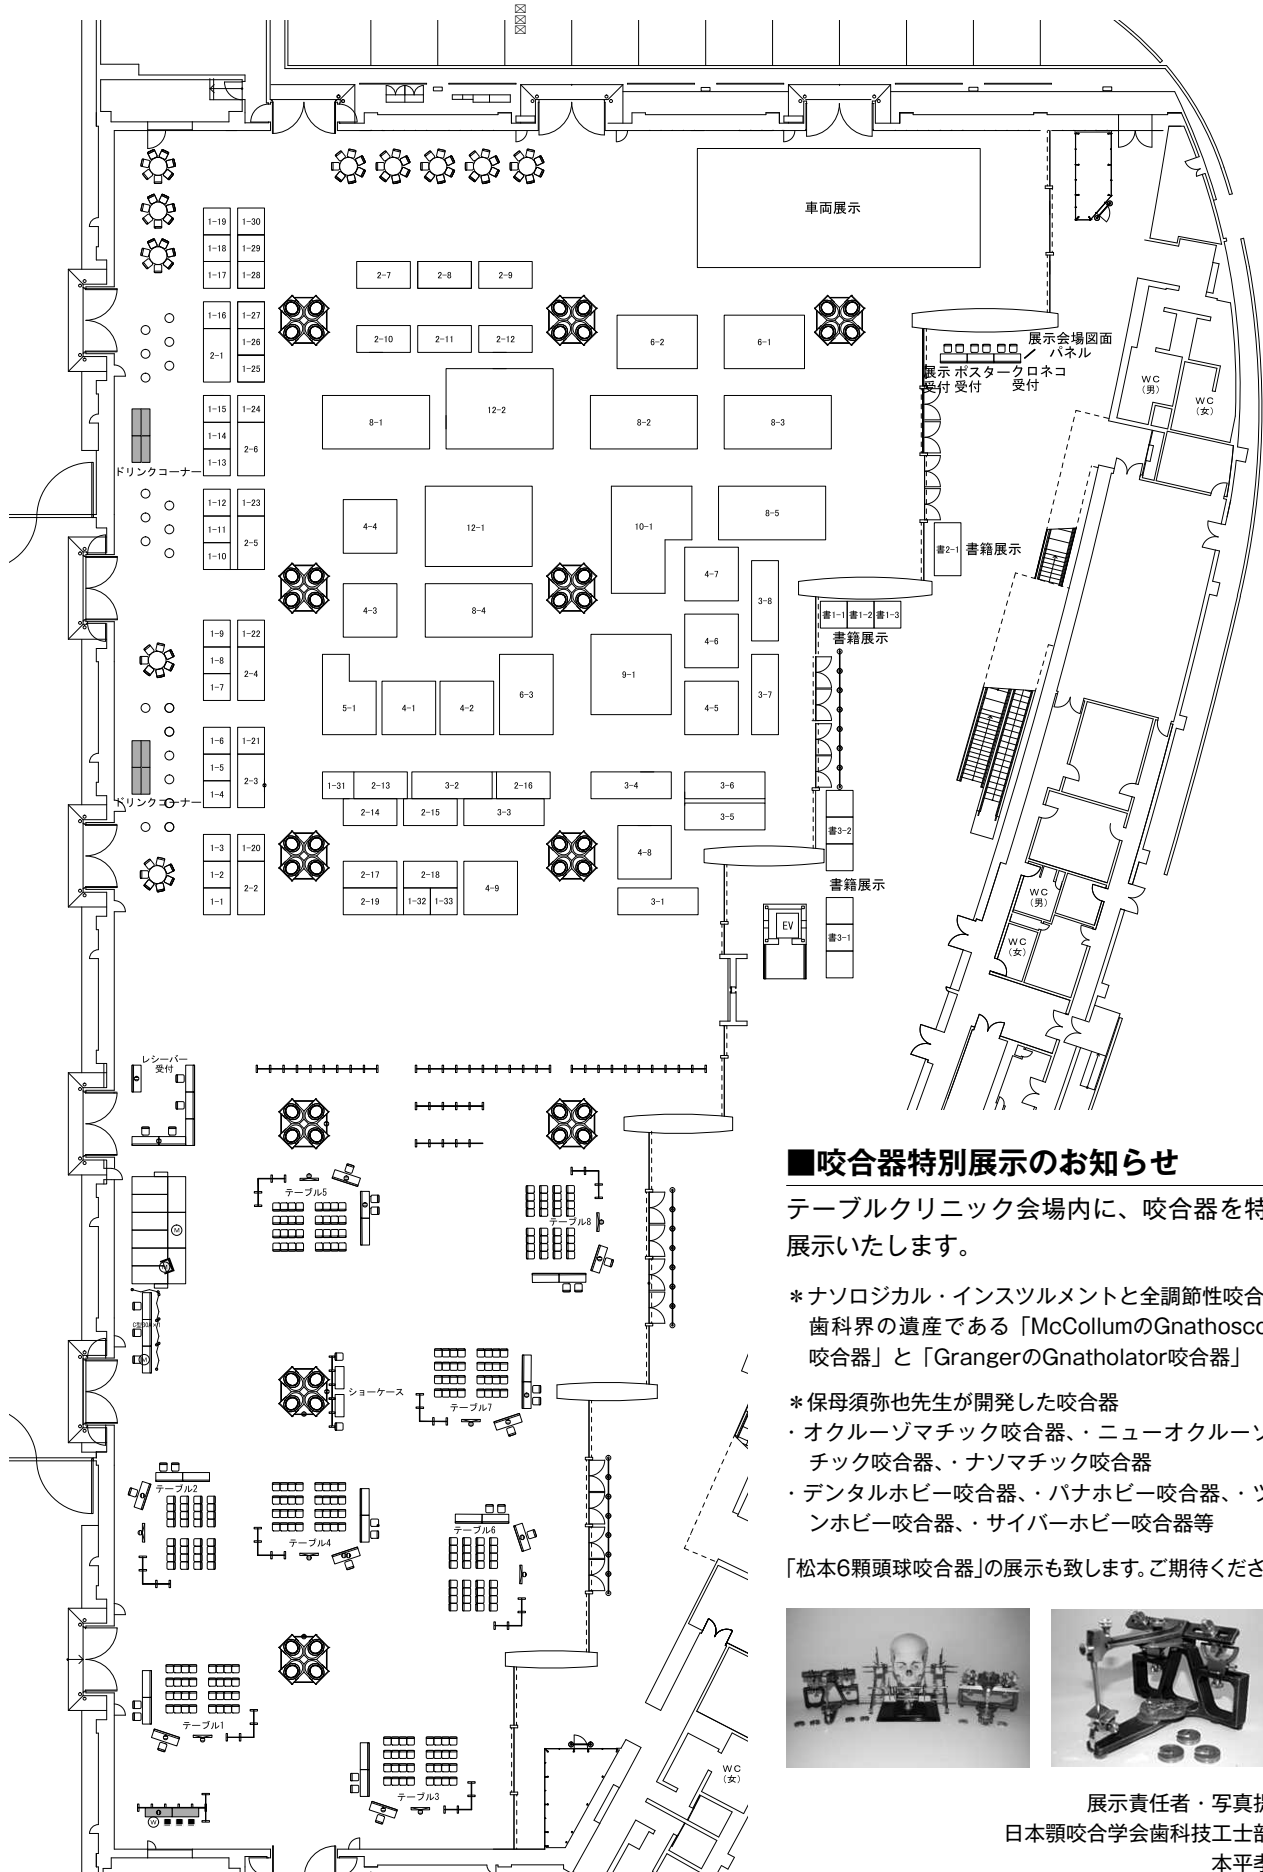 車両展示
1-19 1-30
1-18 1-29
1-17 1-28
2-7 2-8 2-9
1-16 1-27
2-1 1-26
1-25
2-10 2-11 2-12
6-2 6-1
展示会場図面
パネル
展示 ポスター クロネコ
受付 受付 受付
WC
(男)
WC
(女)
1-15 1-24
1-14 2-6
1-13
8-1 12-2 8-2 8-3
ドリンクコーナー
1-12 1-23
1-11 2-5
1-10
4-4 12-1 10-1 8-5
書2-1 書籍展示
4-7
3-8
4-3 8-4
4-6
書1-1 書1-2 書1-3
書籍展示
1-9 1-22
1-8 2-4
1-7
5-1 4-1 4-2 6-3 9-1 4-5 3-7
1-6 1-21
1-5 2-3
1-4
ドリンクコーナー
1-31 2-13 3-2 2-16 3-4 3-6
2-14 2-15 3-3 3-5
書3-2
1-3 1-20
1-2 2-2
1-1
2-17 2-18 4-9 4-8
2-19 1-32 1-33 3-1
書籍展示
EV
書3-1
WC
(男)
WC
(女)
レシーバー
受付
テーブル5
テーブル8
M
ショーケース
テーブル7
M
テーブル2
テーブル4
テーブル6
テーブル1
テーブル3
W
WC
(女)
■咬合器特別展示のお知らせ
テーブルクリニック会場内に、咬合器を特
展示いたします。
＊ナソロジカル・インスツルメントと全調節性咬合
歯科界の遺産である「McCollumのGnathosco
咬合器」と「GrangerのGnatholator咬合器」
＊保母須弥也先生が開発した咬合器
・オクルーゾマチック咬合器、・ニューオクルーゾ
チック咬合器、・ナソマチック咬合器
・デンタルホビー咬合器、・パナホビー咬合器、・ツ
ンホビー咬合器、・サイバーホビー咬合器等
「松本6顆頭球咬合器」の展示も致します。ご期待くださ
展示責任者・写真提
日本顎咬合学会歯科技工士部
本平孝